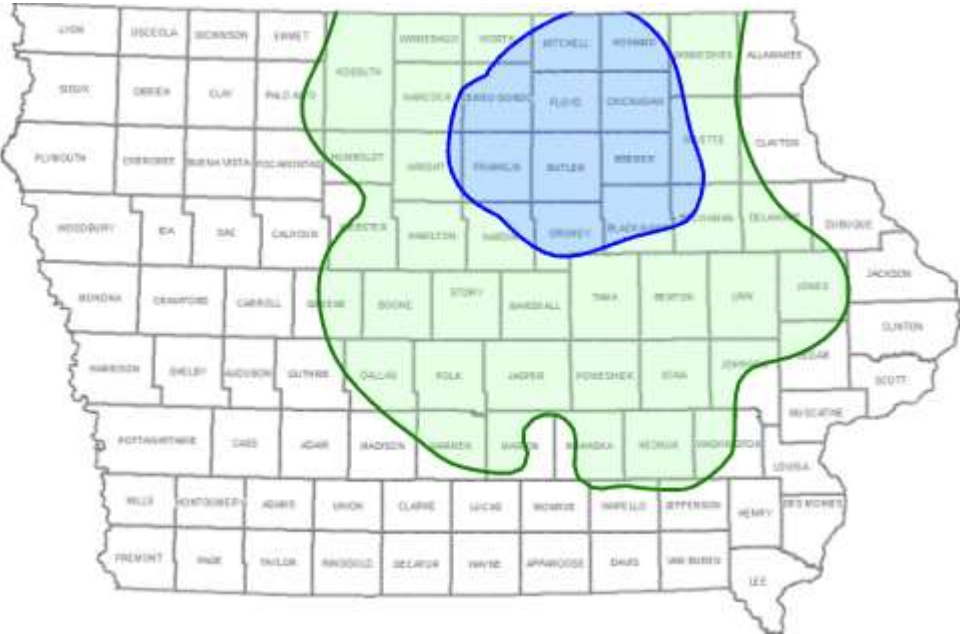 LYON OSCEOLA DICKINSON EMMET WINNEBAGO WORTH MITCHELL HOWARD WINNESHIEK ALLAMAKEE
SIOUX OBRIEN CLAY PALO ALTO KOSSUTH HANCOCK CERRO GORDO FLOYD CHICKASAW
PLYMOUTH CHEROKEE BUENA VISTA POCAHONTAS HUMBOLDT WRIGHT FRANKLIN BUTLER BREMER FAYETTE CLAYTON
WOODBURY IDA SAC CALHOUN WEBSTER HAMILTON HARDIN GRUNDY BLACK HAWK BUCHANAN DELAWARE DUBUQUE
MONONA CRAWFORD CARROLL GREENE BOONE STORY MARSHALL TAMA BENTON LINN JONES JACKSON
CLINTON
HARRISON SHELBY AUDUBON GUTHRIE DALLAS POLK JASPER POWESHIEK IOWA JOHNSON CEDAR SCOTT
POTTAWATTAMIE CASS ADAIR MADISON WARREN MARION MAHASKA KEOKUK WASHINGTON MUSCATINE
LOUISA
MILLS MONTGOMERY ADAMS UNION CLARKE LUCAS MONROE WAPELLO JEFFERSON HENRY DES MOINES
FREMONT PAGE TAYLOR RINGGOLD DECATUR WAYNE APPANOOSE DAVIS VAN BUREN LEE